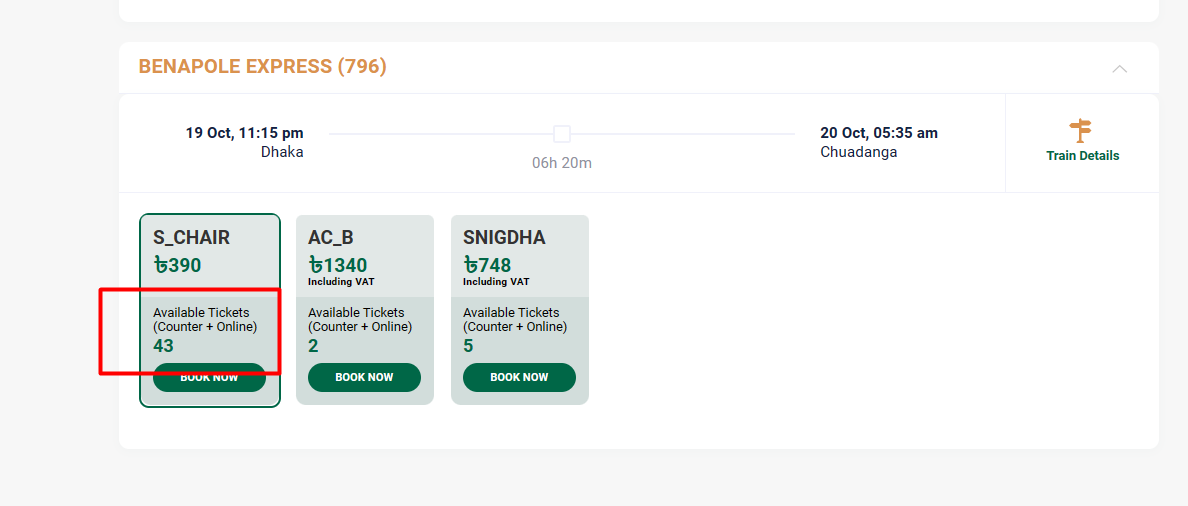 BENAPOLE EXPRESS (796)
19 Oct, 11:15 pm
Dhaka
06h 20m
20 Oct, 05:35 am
Chuadanga
Train Details
S_CHAIR
৳390
Available Tickets
(Counter + Online)
43
BOOK NOW
AC_B
৳1340
Including VAT
Available Tickets
(Counter + Online)
2
BOOK NOW
SNIGDHA
৳748
Including VAT
Available Tickets
(Counter + Online)
5
BOOK NOW